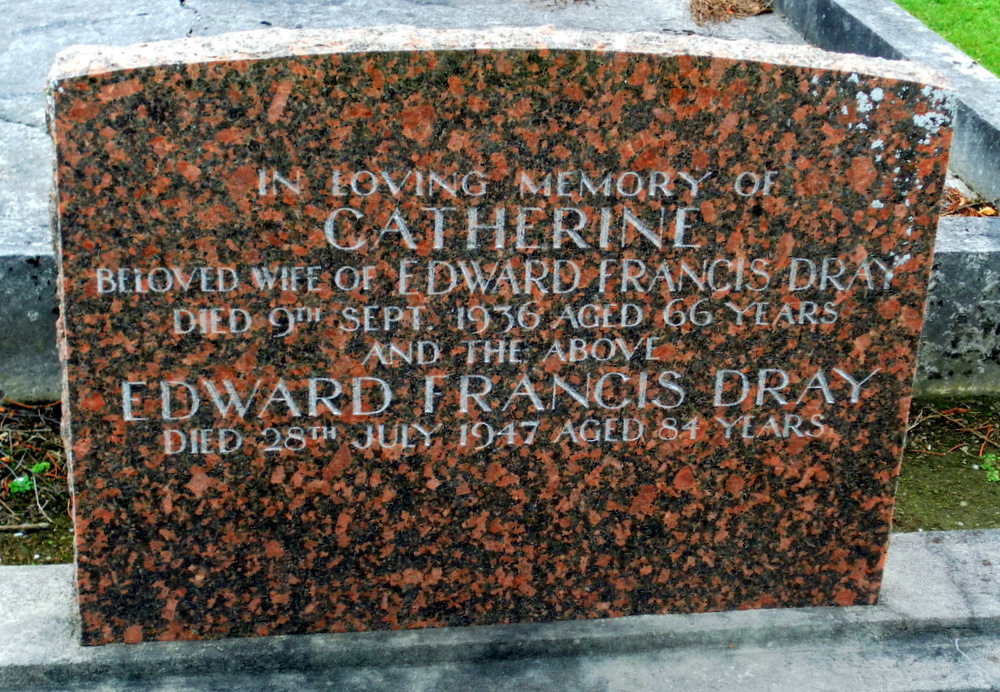 IN LOVING MEMORY OF
CATHERINE
BELOVED WIFE OF EDWARD FRANCIS DRAY
DIED 9TH SEPT. 1936 AGED 66 YEARS
AND THE ABOVE
EDWARD FRANCIS DRAY
DIED 28TH JULY 1947 AGED 84 YEARS.